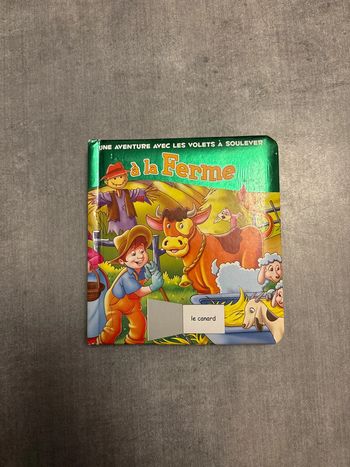 UNE AVENTURE AVEC LES VOLETS À SOULEVER
à la Ferme
le canard